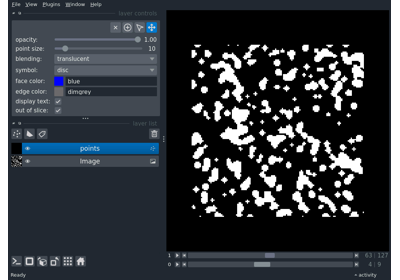 File View Plugins Window Help
layer controls
opacity: 1.00
point size: 10
blending: translucent
symbol: disc
face color: blue
edge color: dimgrey
display text:
out of slice:
layer list
points
Image
1 63 / 127
0 4 / 9
Ready activity